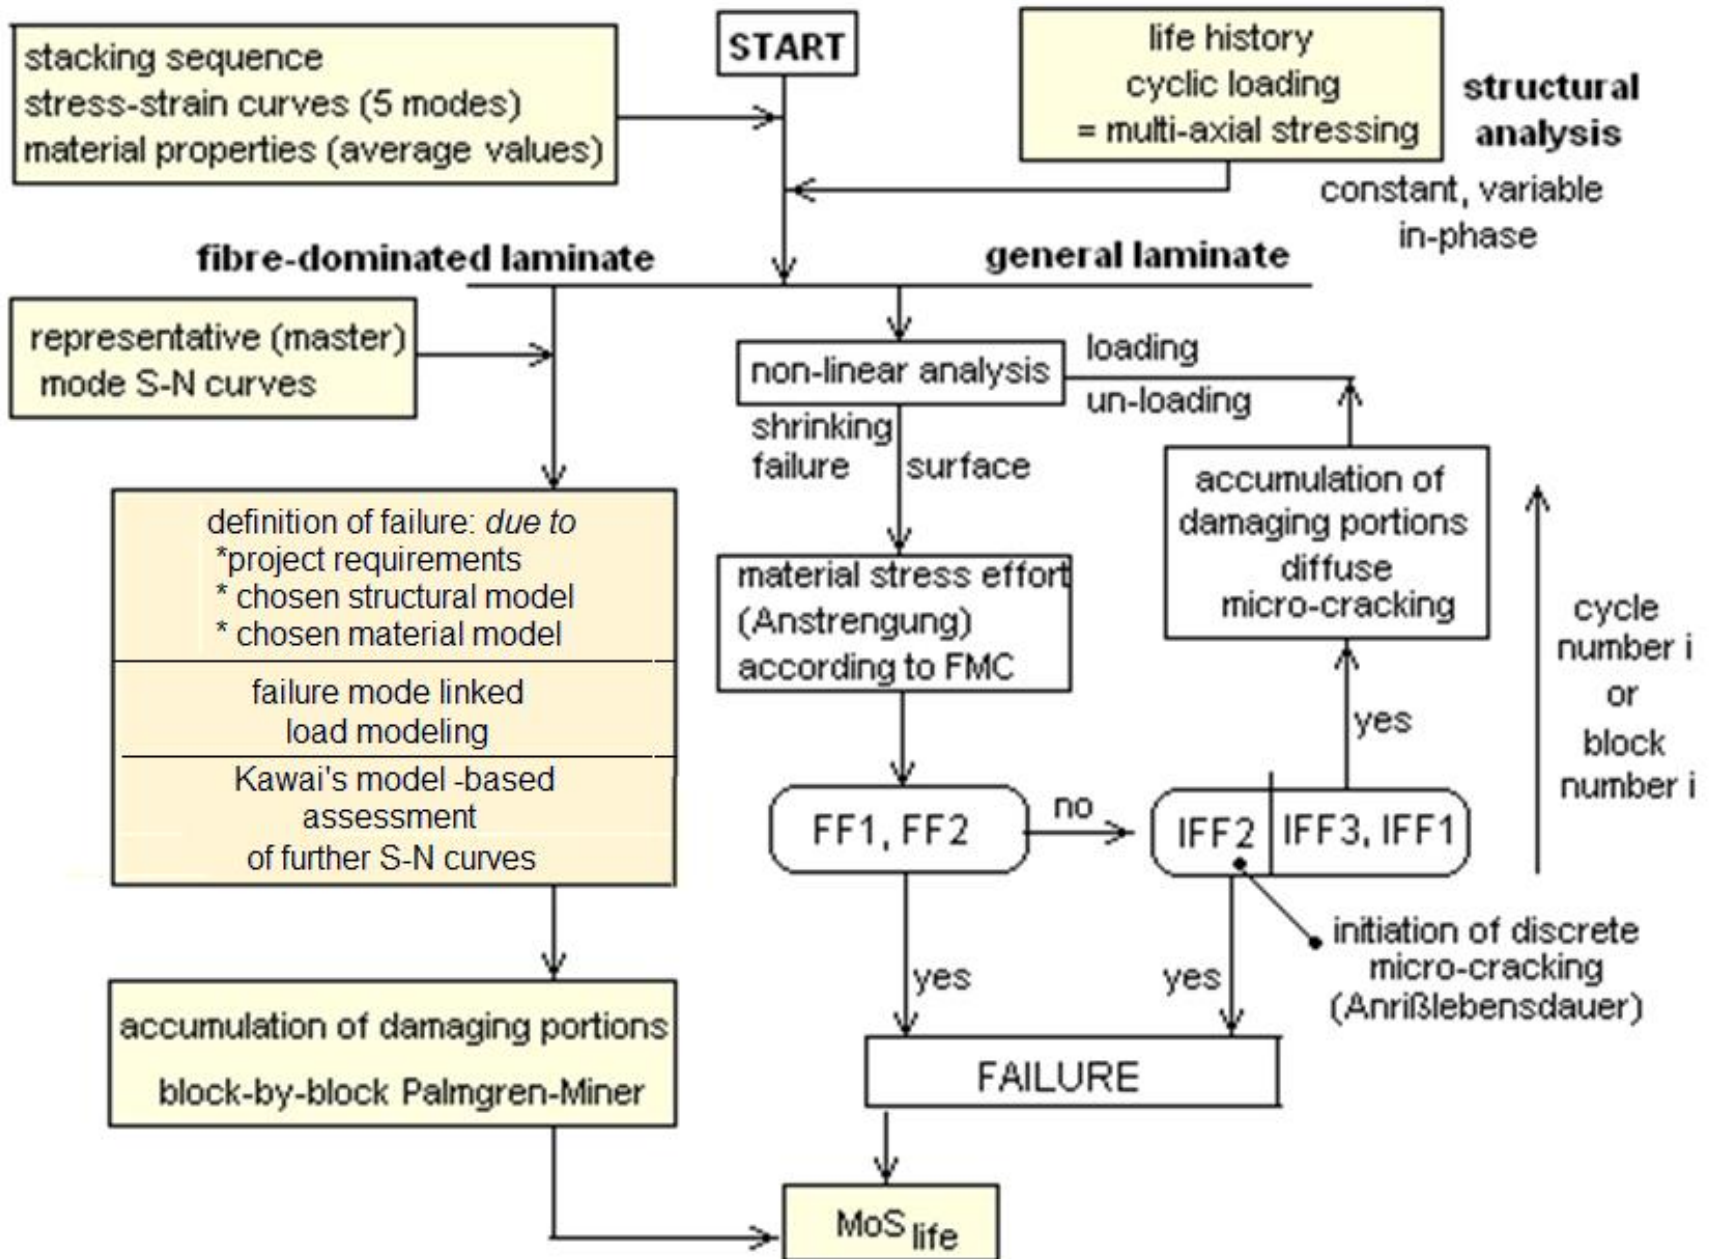 stacking sequence
stress-strain curves (5 modes)
material properties (average values)
START
life history
cyclic loading
= multi-axial stressing
structural
analysis
constant, variable
in-phase
fibre-dominated laminate
general laminate
representative (master)
mode S-N curves
non-linear analysis
loading
un-loading
shrinking
failure
surface
definition of failure: due to
*project requirements
* chosen structural model
* chosen material model
failure mode linked
load modeling
Kawai's model -based
assessment
of further S-N curves
material stress effort
(Anstrengung)
according to FMC
accumulation of
damaging portions
diffuse
micro-cracking
cycle
number i
or
block
number i
yes
FF1, FF2
no
IFF2
IFF3, IFF1
initiation of discrete
micro-cracking
(Anrißlebensdauer)
yes
yes
accumulation of damaging portions
block-by-block Palmgren-Miner
FAILURE
MoS life